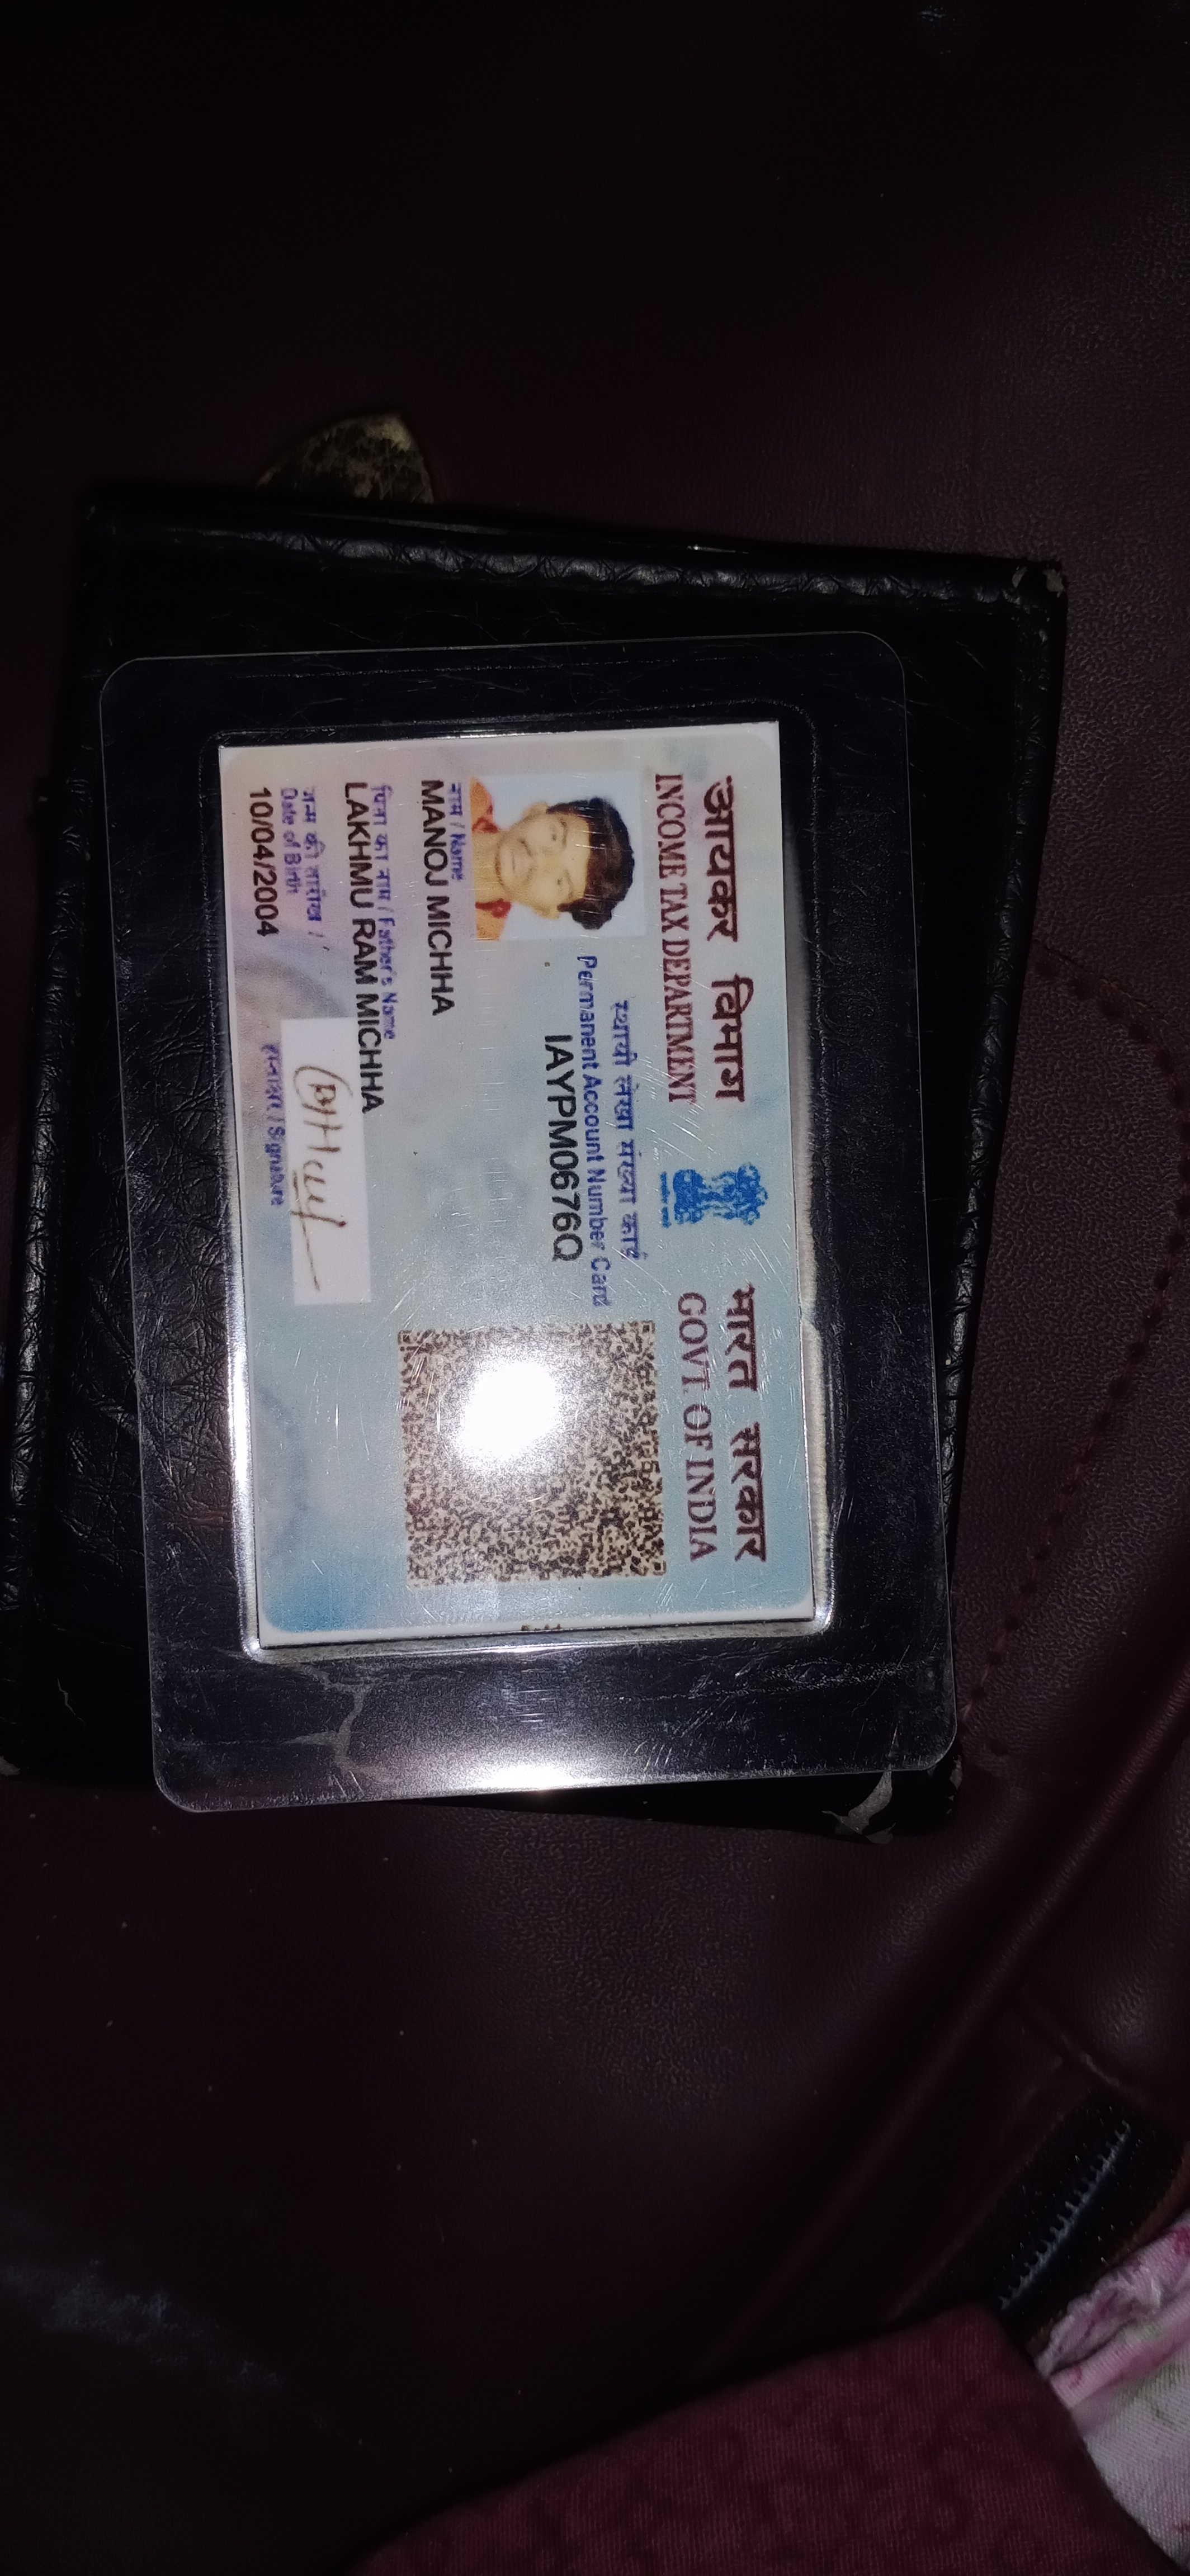 आयकर विभाग
INCOME TAX DEPARTMENT
भारत सरकार
GOVT. OF INDIA
स्थायी लेखा संख्या कार्ड
Permanent Account Number Card
IAYPM0676Q
नाम / Name
MANOJ MICHHA
पिता का नाम / Father's Name
LAKHMU RAM MICHHA
जन्म की तारीख /
Date of Birth
10/04/2004
हस्ताक्षर / Signature